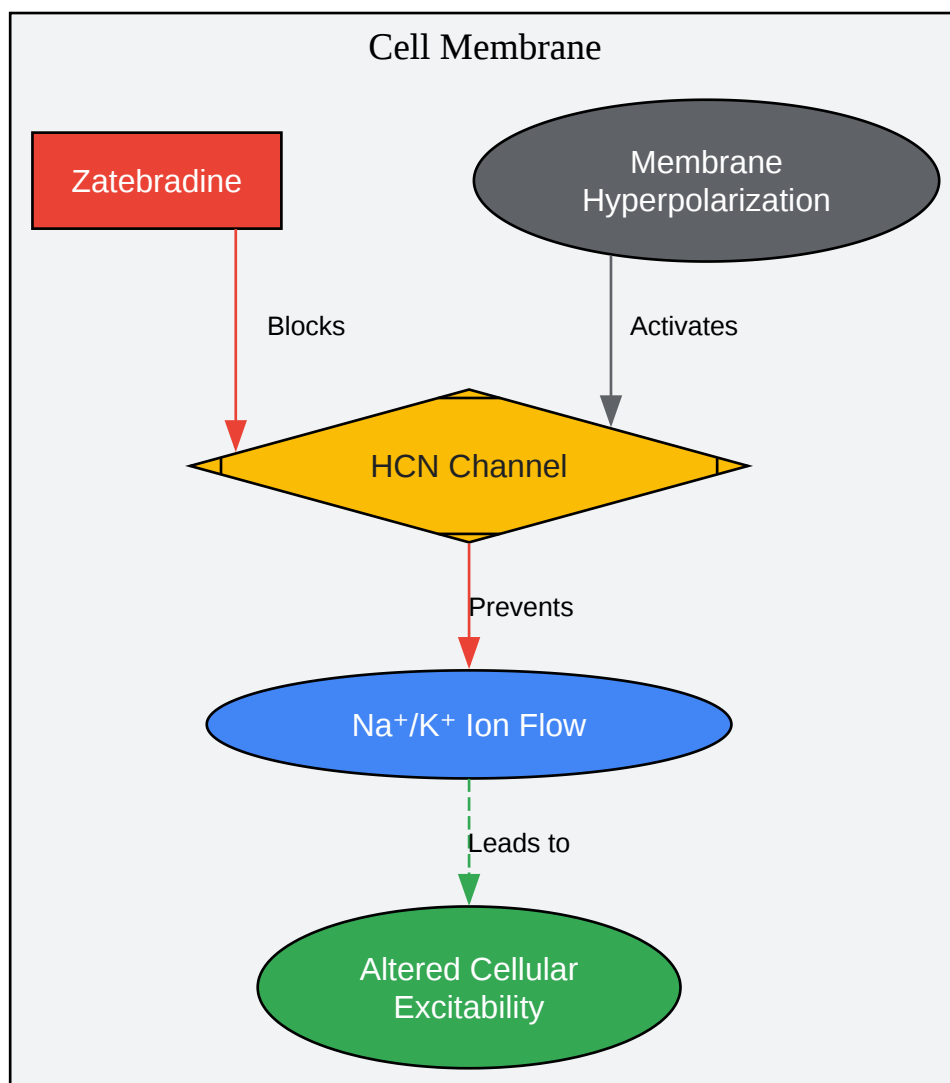 Cell Membrane
Zatebradine
Membrane
Hyperpolarization
Blocks
Activates
HCN Channel
Prevents
Na⁺/K⁺ Ion Flow
Leads to
Altered Cellular
Excitability